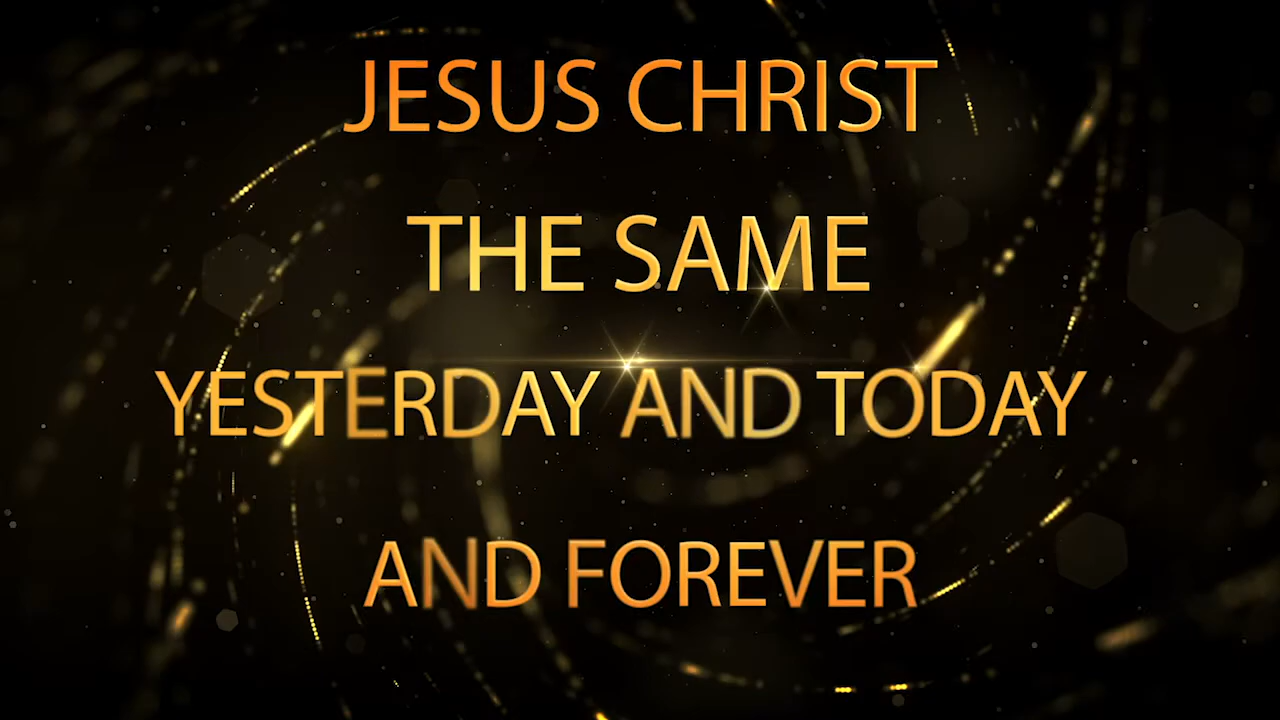 JESUS CHRIST
THE SAME
YESTERDAY AND TODAY
AND FOREVER